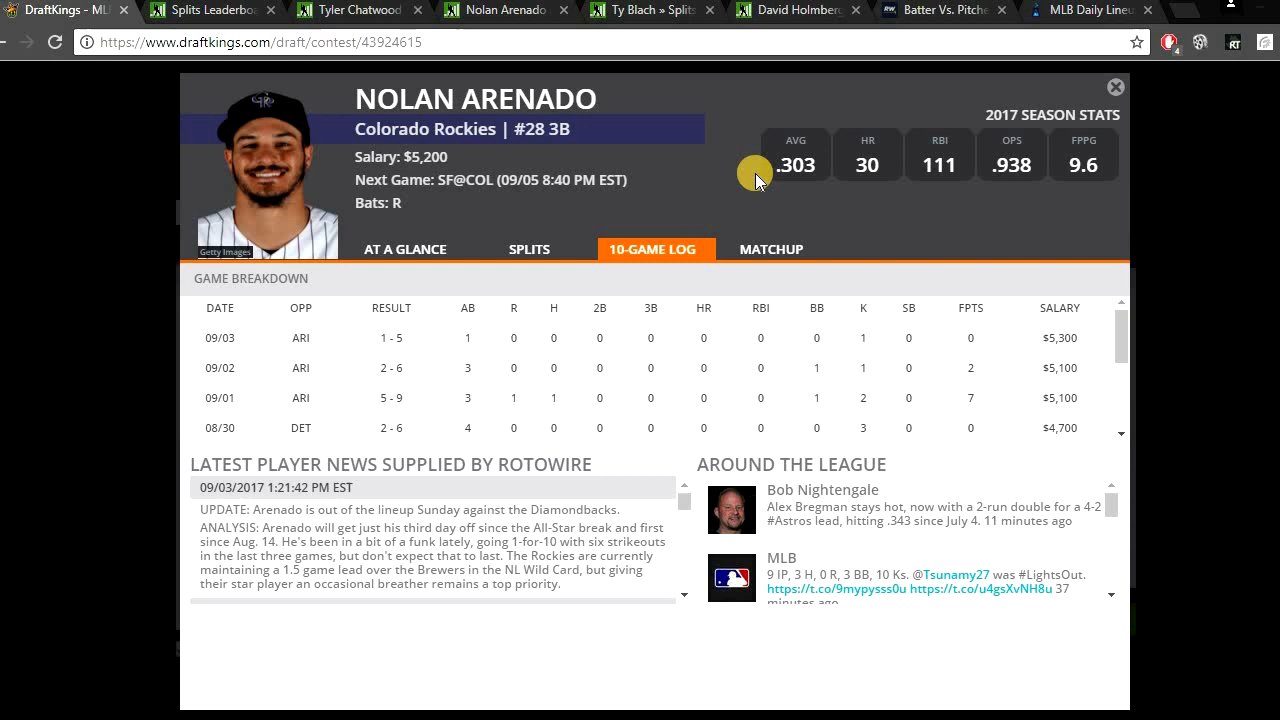 DraftKings - ML
Splits Leaderboa
Tyler Chatwood
Nolan Arenado
Ty Blach » Splits
David Holmberg
Batter Vs. Pitche
MLB Daily Lineu
https://www.draftkings.com/draft/contest/43924615
4
RT
NOLAN ARENADO
Colorado Rockies | #28 3B
Salary: $5,200
Next Game: SF@COL (09/05 8:40 PM EST)
Bats: R
Getty Images
2017 SEASON STATS
AVG HR RBI OPS FPPG
.303 30 111 .938 9.6
AT A GLANCE SPLITS 10-GAME LOG MATCHUP
GAME BREAKDOWN
DATE OPP RESULT AB R H 2B 3B HR RBI BB K SB FPTS SALARY
09/03 ARI 1 - 5 1 0 0 0 0 0 0 0 1 0 0 $5,300
09/02 ARI 2 - 6 3 0 0 0 0 0 0 1 1 0 2 $5,100
09/01 ARI 5 - 9 3 1 1 0 0 0 0 1 2 0 7 $5,100
08/30 DET 2 - 6 4 0 0 0 0 0 0 0 3 0 0 $4,700
LATEST PLAYER NEWS SUPPLIED BY ROTOWIRE
09/03/2017 1:21:42 PM EST
UPDATE: Arenado is out of the lineup Sunday against the Diamondbacks.
ANALYSIS: Arenado will get just his third day off since the All-Star break and first
since Aug. 14. He's been in a bit of a funk lately, going 1-for-10 with six strikeouts
in the last three games, but don't expect that to last. The Rockies are currently
maintaining a 1.5 game lead over the Brewers in the NL Wild Card, but giving
their star player an occasional breather remains a top priority.
AROUND THE LEAGUE
Bob Nightengale
Alex Bregman stays hot, now with a 2-run double for a 4-2
#Astros lead, hitting .343 since July 4. 11 minutes ago
MLB
9 IP, 3 H, 0 R, 3 BB, 10 Ks. @Tsunamy27 was #LightsOut.
https://t.co/9mypysss0u https://t.co/u4gsXvNH8u 37
minutes ago